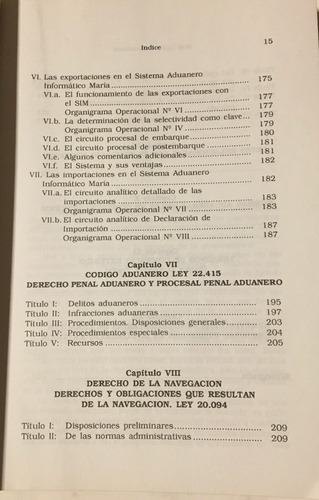 Indice 15
VI. Las exportaciones en el Sistema Aduanero
Informático María 175
VI.a. El funcionamiento de las exportaciones con
el SIM 177
Organigrama Operacional Nº VI 177
VI.b. La determinación de la selectividad como clave 179
Organigrama Operacional Nº IV 179
VI.c. El circuito procesal de embarque 180
VI.d. El circuito procesal de postembarque 181
VI.e. Algunos comentarios adicionales 181
VI.f. El Sistema y sus ventajas 182
VII. Las importaciones en el Sistema Aduanero
Informático María 182
VII.a. El circuito analítico detallado de las
importaciones 183
Organigrama Operacional Nº VII 183
VII.b. El circuito analítico de Declaración de
Importación 187
Organigrama Operacional Nº VIII 187
Capítulo VII
CODIGO ADUANERO LEY 22.415
DERECHO PENAL ADUANERO Y PROCESAL PENAL ADUANERO
Título I: Delitos aduaneros 195
Título II: Infracciones aduaneras 197
Título III: Procedimientos. Disposiciones generales 203
Título IV: Procedimientos especiales 204
Título V: Recursos 205
Capítulo VIII
DERECHO DE LA NAVEGACION
DERECHOS Y OBLIGACIONES QUE RESULTAN
DE LA NAVEGACION. LEY 20.094
Título I: Disposiciones preliminares 209
Título II: De las normas administrativas 209